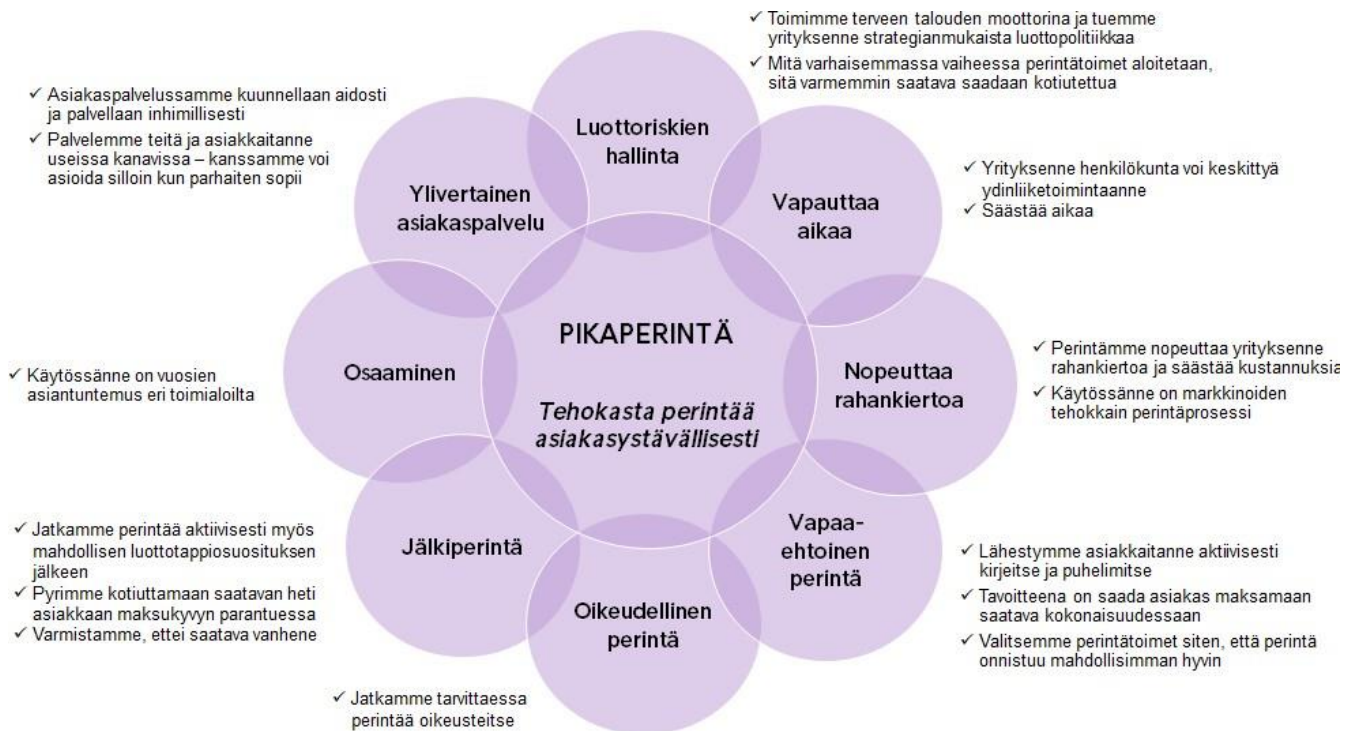 ✓ Toimimme terveen talouden moottorina ja tuemme
yrityksenne strategianmukaista luottopolitiikkaa
✓ Mitä varhaisemmassa vaiheessa perintätoimet aloitetaan,
sitä varmemmin saatava saadaan kotiutettua
Luottoriskien
hallinta
Vapauttaa
aikaa
✓ Yrityksenne henkilökunta voi keskittyä
ydinliiketoimintaanne
✓ Säästää aikaa
Nopeuttaa
rahankiertoa
✓ Perintämme nopeuttaa yrityksenne
rahankiertoa ja säästää kustannuksia
✓ Käytössänne on markkinoiden
tehokkain perintäprosessi
Vapaa-
ehtoinen
perintä
✓ Lähestymme asiakkaitanne aktiivisesti
kirjeitse ja puhelimitse
✓ Tavoitteena on saada asiakas maksamaan
saatava kokonaisuudessaan
✓ Valitsemme perintätoimet siten, että perintä
onnistuu mahdollisimman hyvin
Oikeudellinen
perintä
✓ Jatkamme tarvittaessa
perintää oikeusteitse
Jälkiperintä
✓ Jatkamme perintää aktiivisesti myös
mahdollisen luottotappiosuosituksen
jälkeen
✓ Pyrimme kotiuttamaan saatavan heti
asiakkaan maksukyvyn parantuessa
✓ Varmistamme, ettei saatava vanhene
Osaaminen
✓ Käytössänne on vuosien
asiantuntemus eri toimialoilta
Ylivertainen
asiakaspalvelu
✓ Asiakaspalvelussamme kuunnellaan aidosti
ja palvellaan inhimillisesti
✓ Palvelemme teitä ja asiakkaitanne
useissa kanavissa – kanssamme voi
asioida silloin kun parhaiten sopii
PIKAPERINTÄ
Tehokasta perintää
asiakasystävällisesti